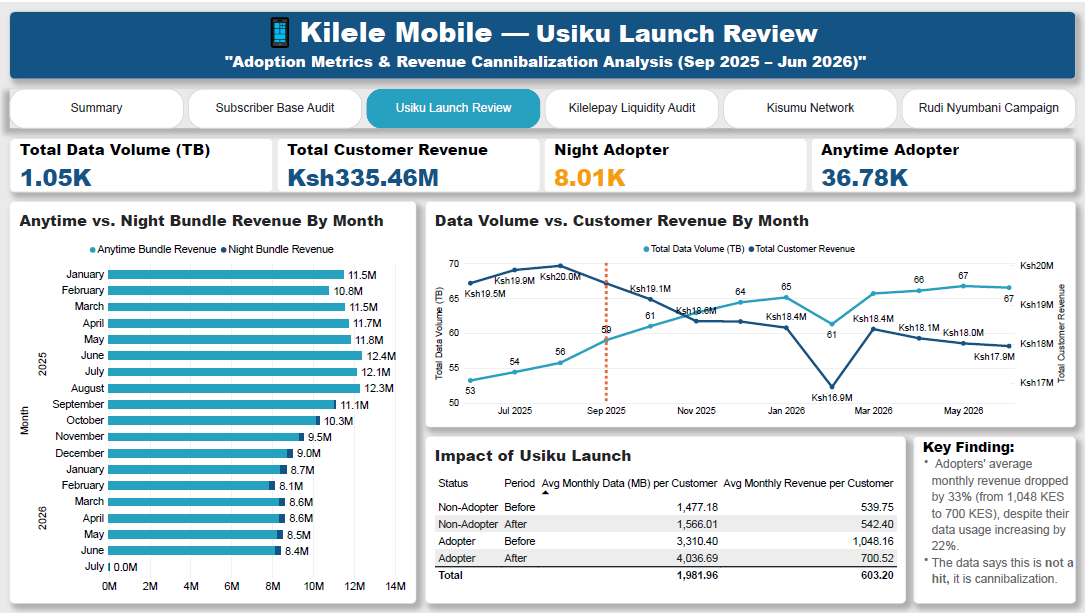 Kilele Mobile — Usiku Launch Review
"Adoption Metrics & Revenue Cannibalization Analysis (Sep 2025 – Jun 2026)"
Summary
Subscriber Base Audit
Usiku Launch Review
Kilelepay Liquidity Audit
Kisumu Network
Rudi Nyumbani Campaign
Total Data Volume (TB)
1.05K
Total Customer Revenue
Ksh335.46M
Night Adopter
8.01K
Anytime Adopter
36.78K
Anytime vs. Night Bundle Revenue By Month
Anytime Bundle Revenue Night Bundle Revenue
Month
2025
January 11.5M
February 10.8M
March 11.5M
April 11.7M
May 11.8M
June 12.4M
July 12.1M
August 12.3M
September 11.1M
October 10.3M
November 9.5M
December 9.0M
2026
January 8.7M
February 8.1M
March 8.6M
April 8.6M
May 8.5M
June 8.4M
July 0.0M
0M 2M 4M 6M 8M 10M 12M 14M
Data Volume vs. Customer Revenue By Month
Total Data Volume (TB) Total Customer Revenue
Total Data Volume (TB)
70
65
60
55
50
Ksh19.5M
Ksh19.9M
Ksh20.0M
Ksh19.1M
Ksh18.6M
Ksh18.4M
Ksh16.9M
Ksh18.4M
Ksh18.1M
Ksh18.0M
Ksh17.9M
53
54
56
59
61
64
65
61
66
67
67
Ksh20M
Ksh19M
Ksh18M
Ksh17M
Total Customer Revenue
Jul 2025 Sep 2025 Nov 2025 Jan 2026 Mar 2026 May 2026
Impact of Usiku Launch
Status Period Avg Monthly Data (MB) per Customer Avg Monthly Revenue per Customer
Non-Adopter Before 1,477.18 539.75
Non-Adopter After 1,566.01 542.40
Adopter Before 3,310.40 1,048.16
Adopter After 4,036.69 700.52
Total 1,981.96 603.20
Key Finding:
• Adopters' average
monthly revenue dropped
by 33% (from 1,048 KES
to 700 KES), despite their
data usage increasing by
22%.
• The data says this is not a
hit, it is cannibalization.